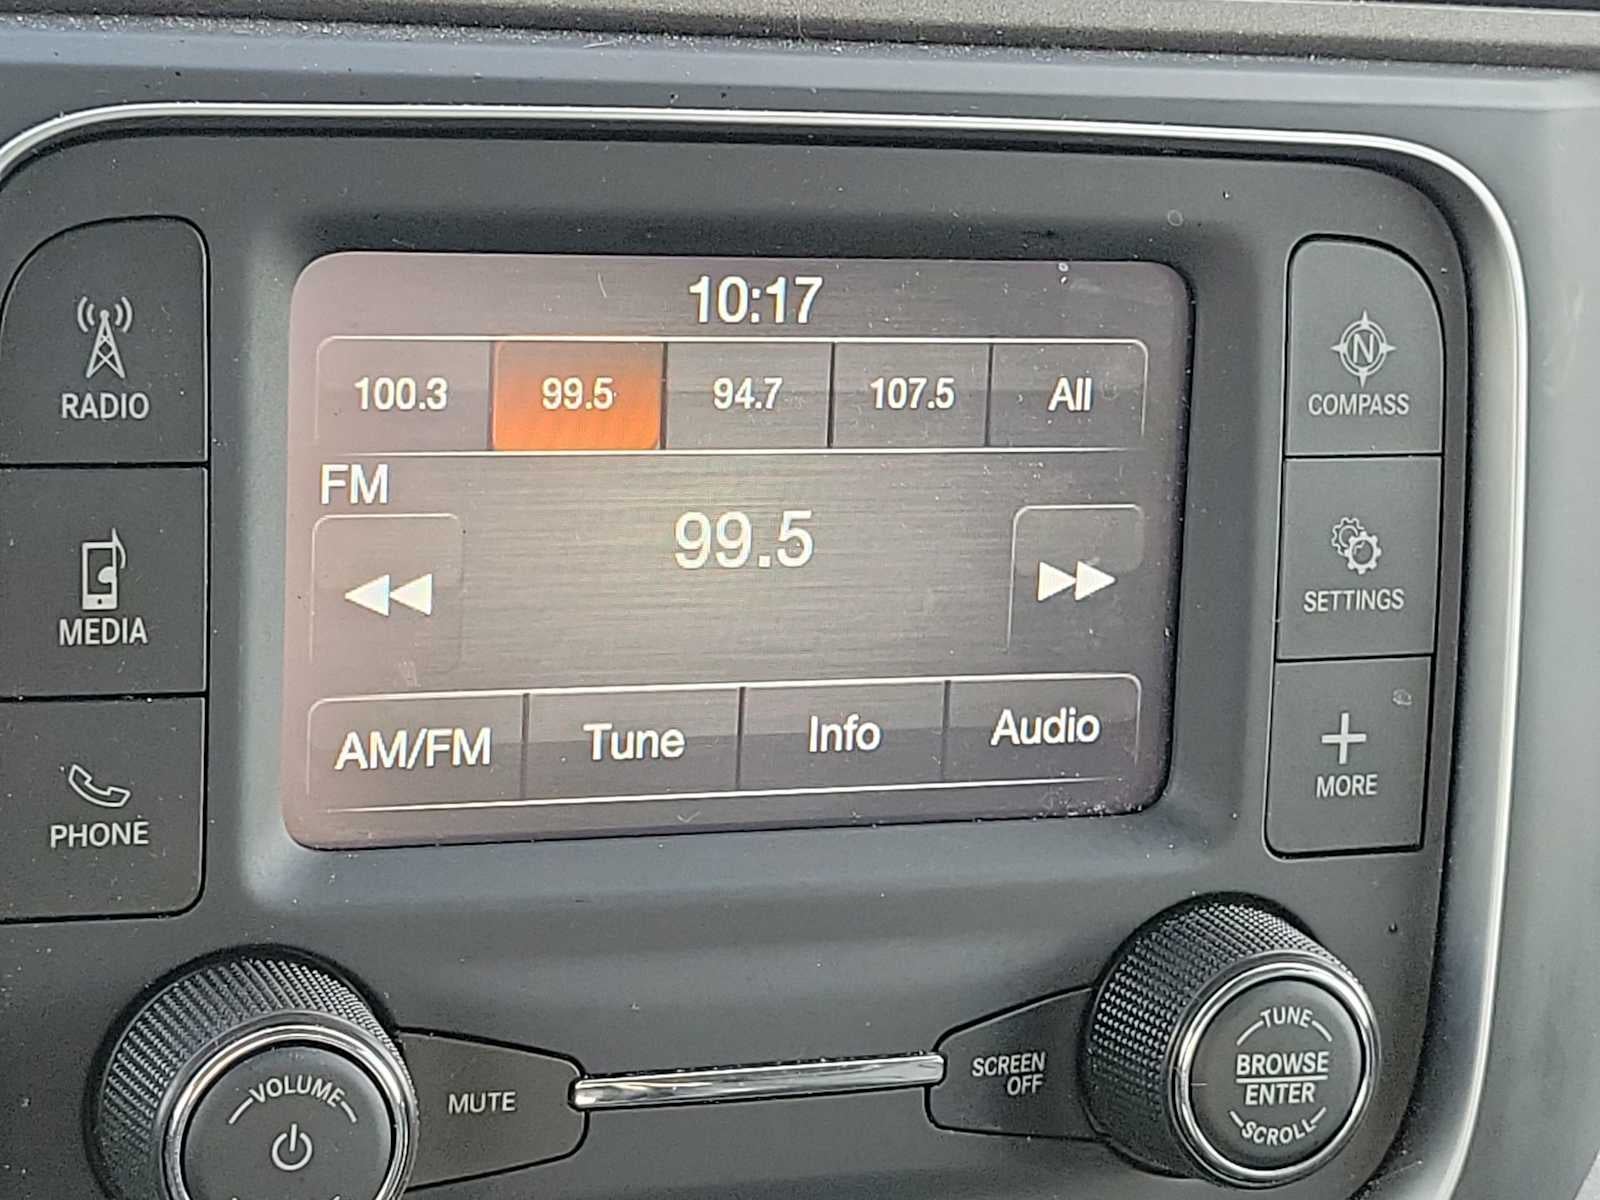 10:17
100.3 99.5 94.7 107.5 All
FM
99.5
AM/FM Tune Info Audio
RADIO
MEDIA
PHONE
N
COMPASS
SETTINGS
MORE
VOLUME
MUTE
SCREEN
OFF
TUNE
BROWSE
ENTER
SCROLL